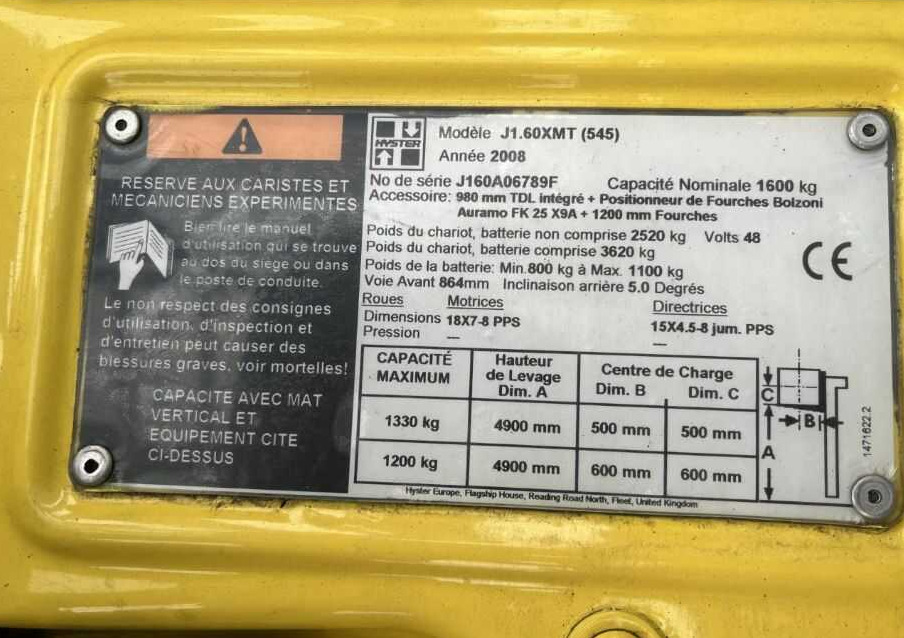 RESERVE AUX CARISTES ET
MECANICIENS EXPERIMENTES
Bien lire le manuel
d'utilisation qui se trouve
au dos du siège ou dans
le poste de conduite.
Le non respect des consignes
d'utilisation, d'inspection et
d'entretien peut causer des
blessures graves, voir mortelles!
CAPACITE AVEC MAT
VERTICAL ET
EQUIPEMENT CITE
CI-DESSUS
HYSTER
Modèle J1.60XMT (545)
Année 2008
No de série J160A06789F Capacité Nominale 1600 kg
Accessoire: 980 mm TDL intégré + Positionneur de Fourches Bolzoni
Auramo FK 25 X9A + 1200 mm Fourches
Poids du chariot, batterie non comprise 2520 kg Volts 48
Poids du chariot, batterie comprise 3620 kg
Poids de la batterie: Min.800 kg à Max. 1100 kg
Voie Avant 864mm Inclinaison arrière 5.0 Degrés
CE
Roues Motrices Directrices
Dimensions 18X7-8 PPS 15X4.5-8 jum. PPS
Pression — —
CAPACITÉ MAXIMUM Hauteur de Levage Dim. A Centre de Charge Dim. B Dim. C
1330 kg 4900 mm 500 mm 500 mm
1200 kg 4900 mm 600 mm 600 mm
C
B
A
1471622.2
Hyster Europe, Flagship House, Reading Road North, Fleet, United Kingdom